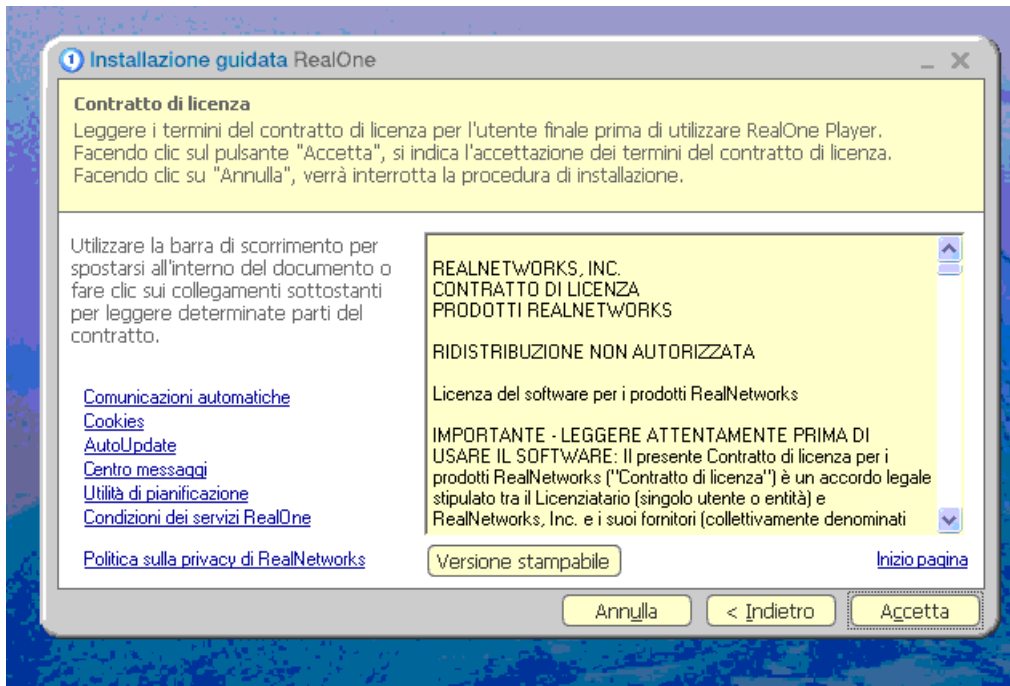 1 Installazione guidata RealOne
Contratto di licenza
Leggere i termini del contratto di licenza per l'utente finale prima di utilizzare RealOne Player.
Facendo clic sul pulsante "Accetta", si indica l'accettazione dei termini del contratto di licenza.
Facendo clic su "Annulla", verrà interrotta la procedura di installazione.
Utilizzare la barra di scorrimento per
spostarsi all'interno del documento o
fare clic sui collegamenti sottostanti
per leggere determinate parti del
contratto.
Comunicazioni automatiche
Cookies
AutoUpdate
Centro messaggi
Utilità di pianificazione
Condizioni dei servizi RealOne
Politica sulla privacy di RealNetworks
REALNETWORKS, INC.
CONTRATTO DI LICENZA
PRODOTTI REALNETWORKS
RIDISTRIBUZIONE NON AUTORIZZATA
Licenza del software per i prodotti RealNetworks
IMPORTANTE - LEGGERE ATTENTAMENTE PRIMA DI
USARE IL SOFTWARE: Il presente Contratto di licenza per i
prodotti RealNetworks ("Contratto di licenza") è un accordo legale
stipulato tra il Licenziatario (singolo utente o entità) e
RealNetworks, Inc. e i suoi fornitori (collettivamente denominati
Versione stampabile
Inizio pagina
Annulla
< Indietro
Accetta